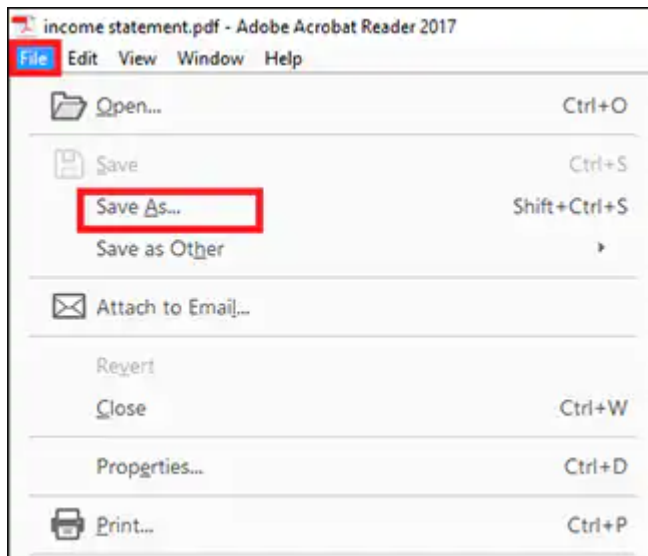 income statement.pdf - Adobe Acrobat Reader 2017
File Edit View Window Help
Open... Ctrl+O
Save Ctrl+S
Save As... Shift+Ctrl+S
Save as Other
Attach to Email...
Revert
Close Ctrl+W
Properties... Ctrl+D
Print... Ctrl+P